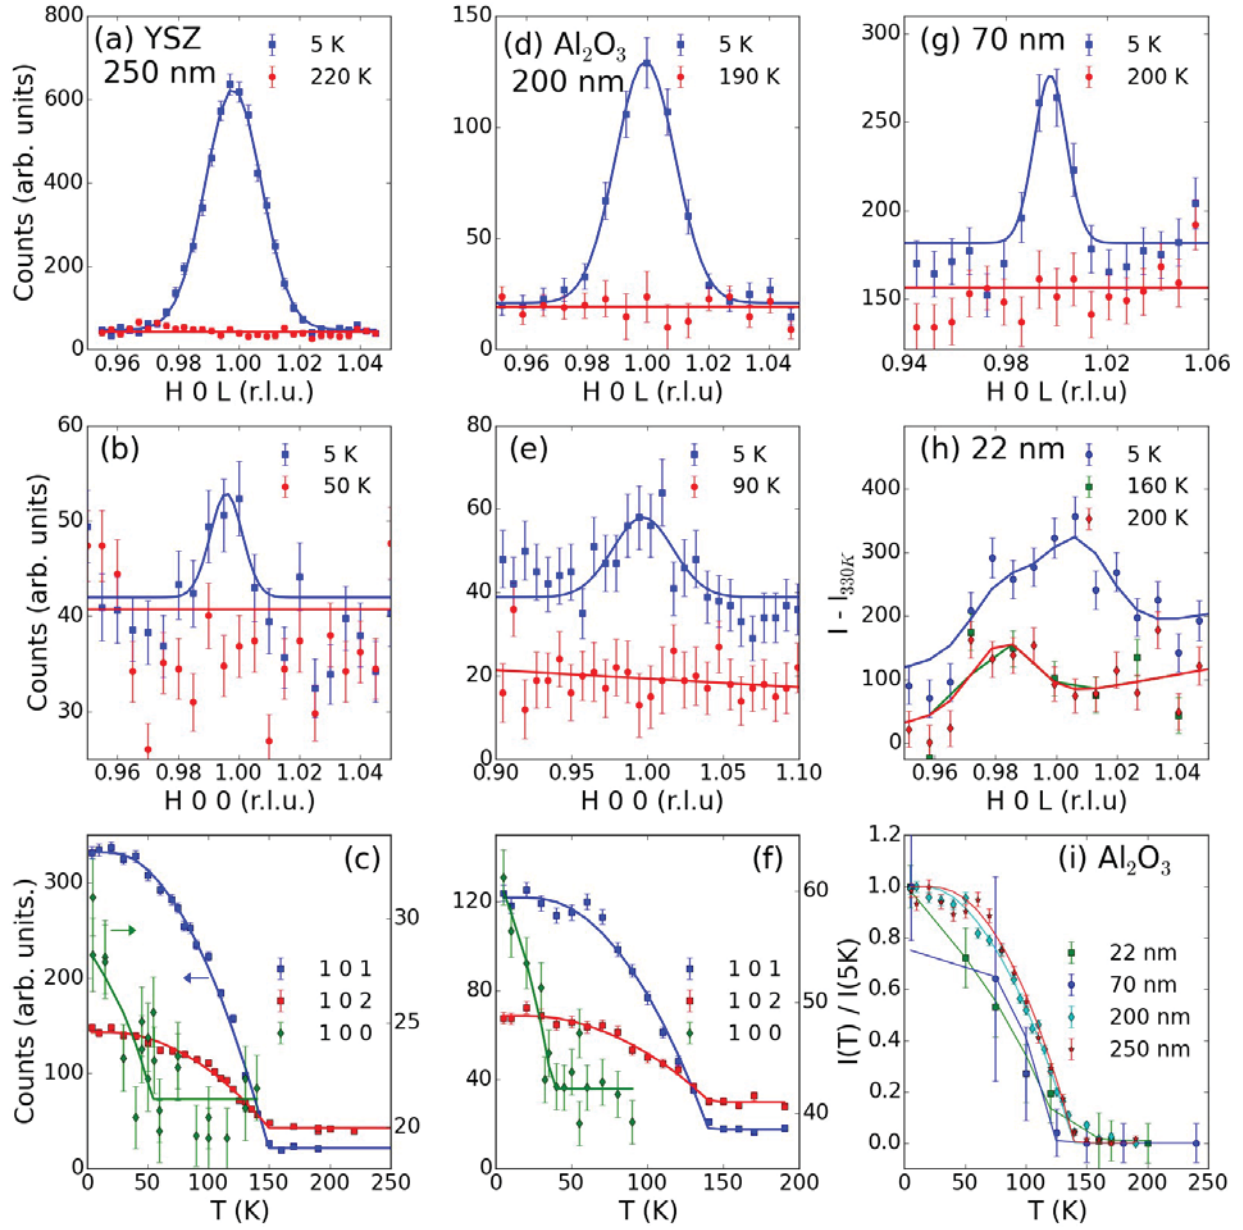 (a) YSZ
250 nm
5 K
220 K
Counts (arb. units)
800
600
400
200
0
0.96 0.98 1.00 1.02 1.04
H 0 L (r.l.u.)
(d) Al₂O₃
200 nm
5 K
190 K
150
100
50
0
0.96 0.98 1.00 1.02 1.04
H 0 L (r.l.u)
(g) 70 nm
5 K
200 K
300
250
200
150
0.94 0.98 1.02 1.06
H 0 L (r.l.u)
(b)
5 K
50 K
Counts (arb. units)
60
50
40
30
0.96 0.98 1.00 1.02 1.04
H 0 0 (r.l.u.)
(e)
5 K
90 K
80
60
40
20
0
0.90 0.95 1.00 1.05 1.10
H 0 0 (r.l.u)
(h) 22 nm
5 K
160 K
200 K
I - I₃₃₀K
400
300
200
100
0
0.96 0.98 1.00 1.02 1.04
H 0 L (r.l.u)
(c)
1 0 1
1 0 2
1 0 0
Counts (arb. units.)
300
200
100
0
30
25
20
0 50 100 150 200 250
T (K)
(f)
1 0 1
1 0 2
1 0 0
120
80
40
0
60
50
40
0 50 100 150 200
T (K)
(i) Al₂O₃
22 nm
70 nm
200 nm
250 nm
I(T) / I(5K)
1.2
1.0
0.8
0.6
0.4
0.2
0.0
0 50 100 150 200 250
T (K)